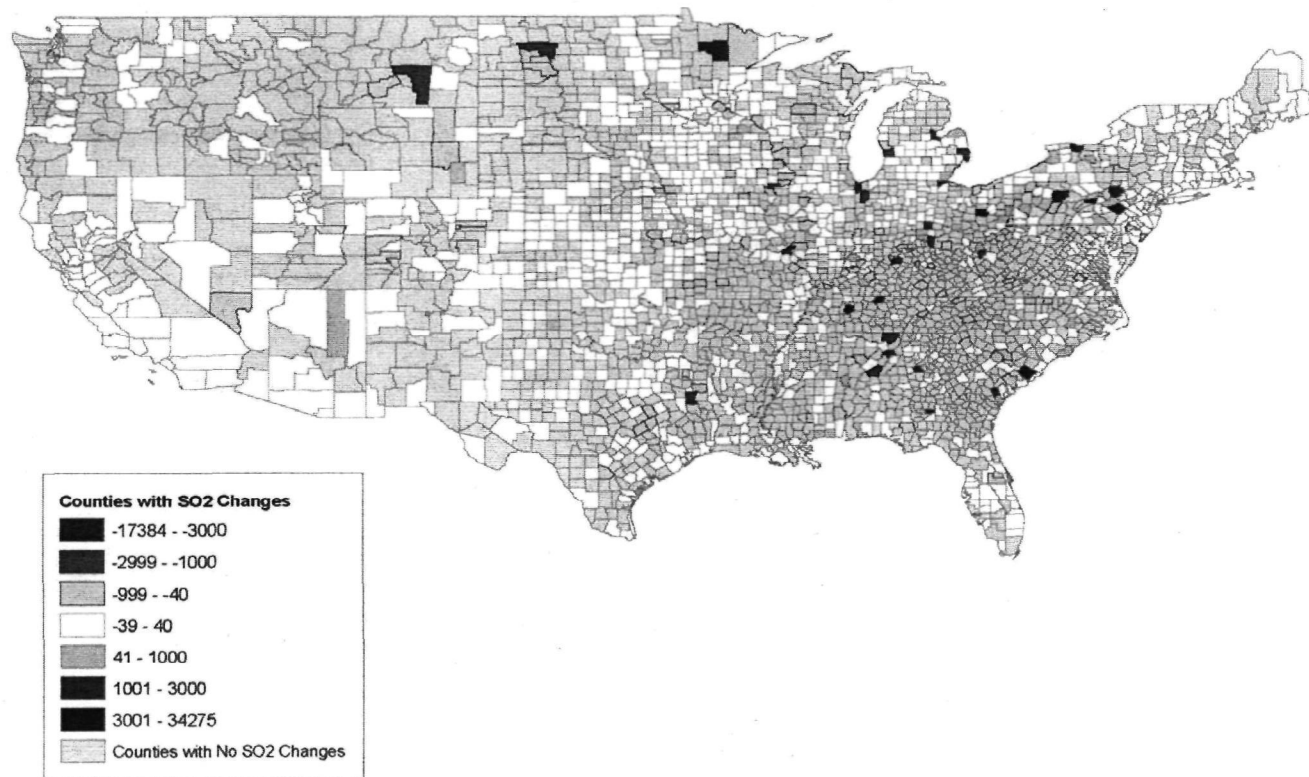 Counties with SO2 Changes
-17384 - -3000
-2999 - -1000
-999 - -40
-39 - 40
41 - 1000
1001 - 3000
3001 - 34275
Counties with No SO2 Changes